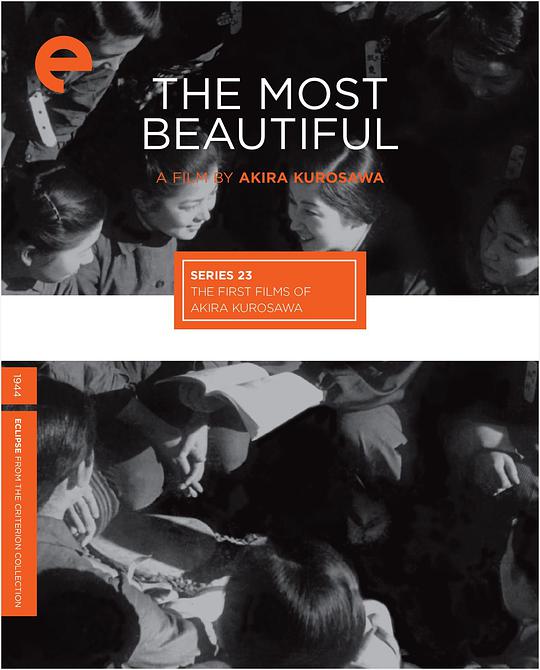 e
THE MOST
BEAUTIFUL
A FILM BY AKIRA KUROSAWA
SERIES 23
THE FIRST FILMS OF
AKIRA KUROSAWA
1944
ECLIPSE FROM THE CRITERION COLLECTION